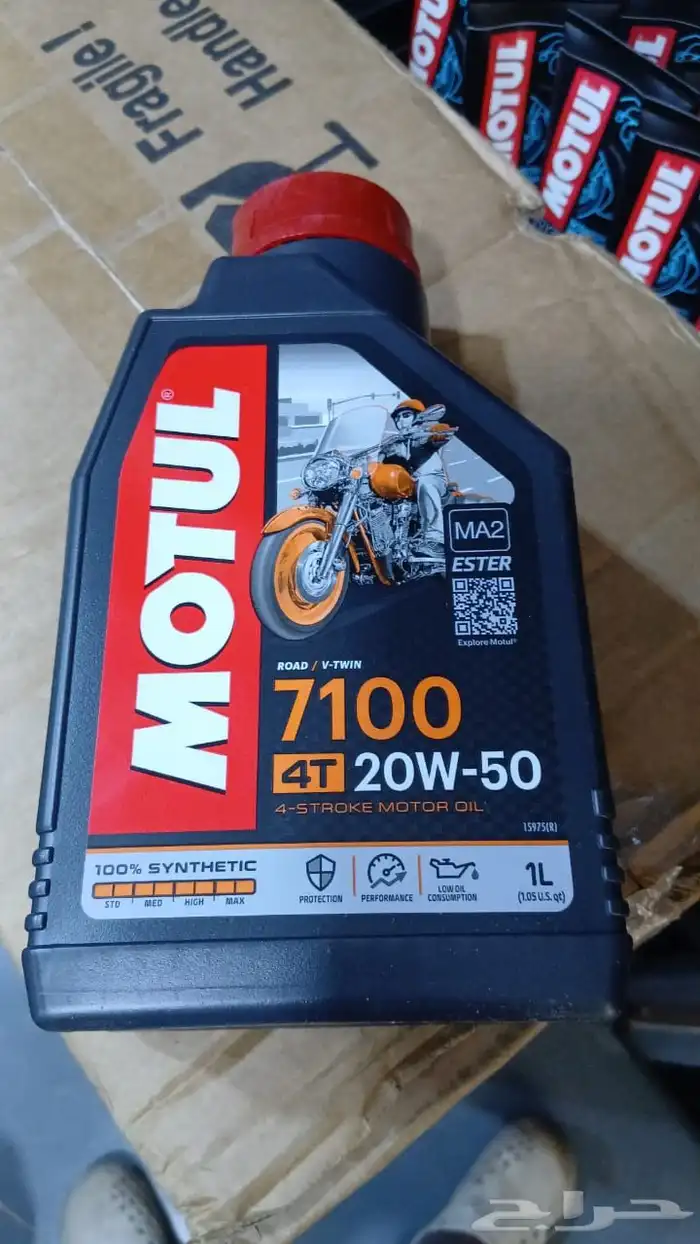 Fragile !
Handle
MOTUL
MOTUL
MOTUL
MOTUL
MOTUL®
MA2
ESTER
Explore Motul®
ROAD / V-TWIN
7100
4T 20W-50
4-STROKE MOTOR OIL
15975(R)
100% SYNTHETIC
STD MED HIGH MAX
PROTECTION
PERFORMANCE
LOW OIL
CONSUMPTION
1L
(1.05 U.S. qt)
حراج